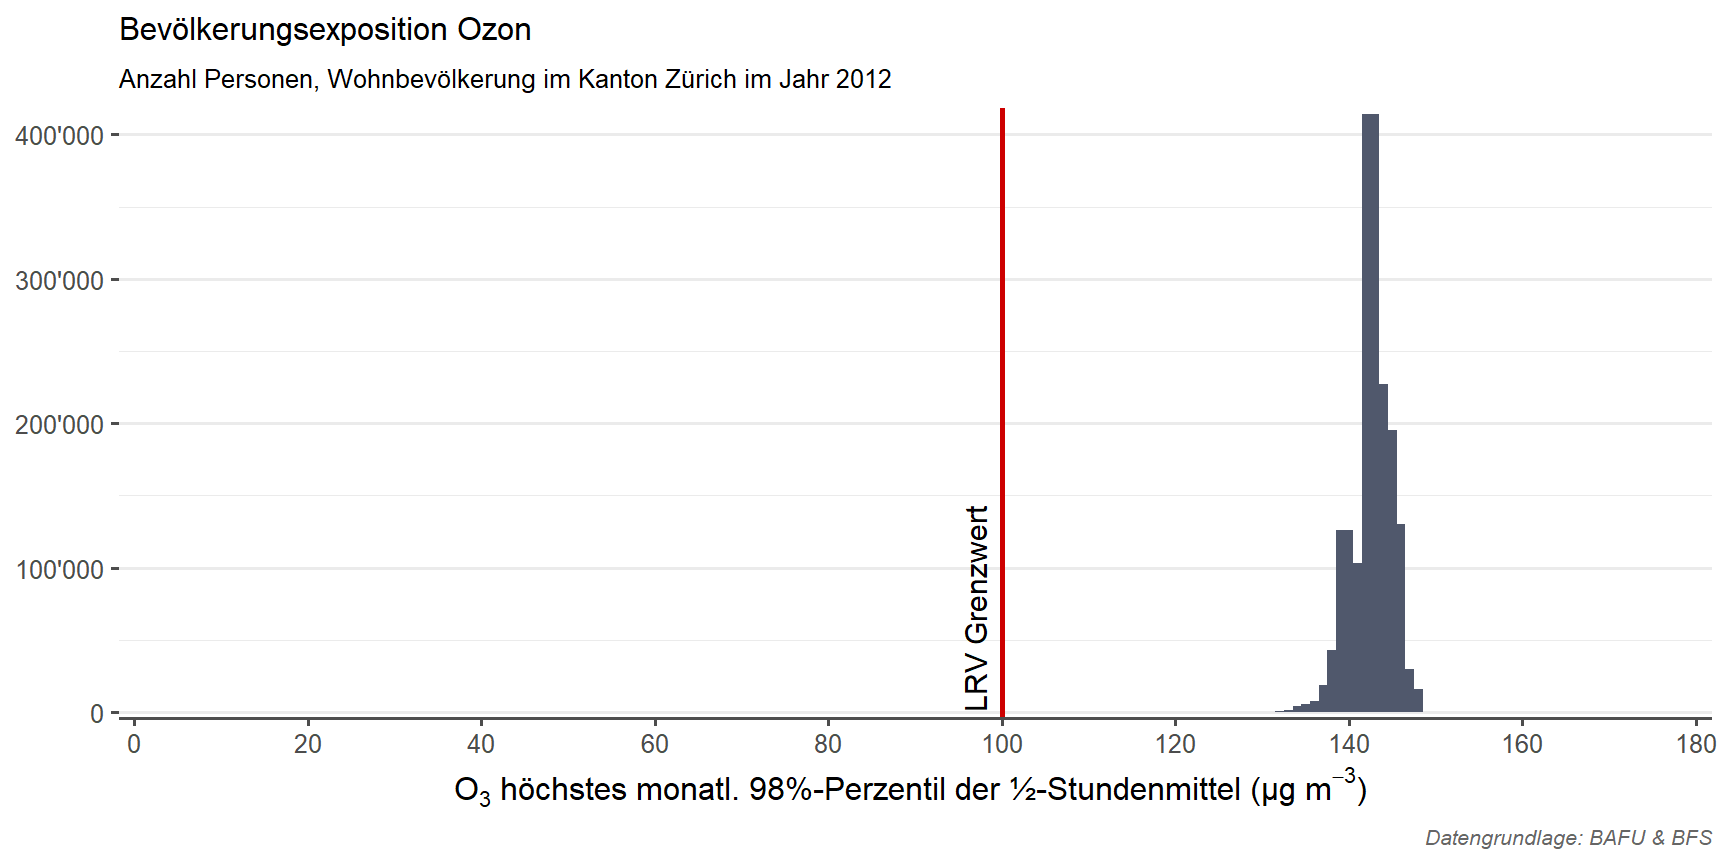 Bevölkerungsexposition Ozon
Anzahl Personen, Wohnbevölkerung im Kanton Zürich im Jahr 2012
400'000
300'000
200'000
100'000
0
LRV Grenzwert
0 20 40 60 80 100 120 140 160 180
O₃ höchstes monatl. 98%-Perzentil der ½-Stundenmittel (µg m⁻³)
Datengrundlage: BAFU & BFS